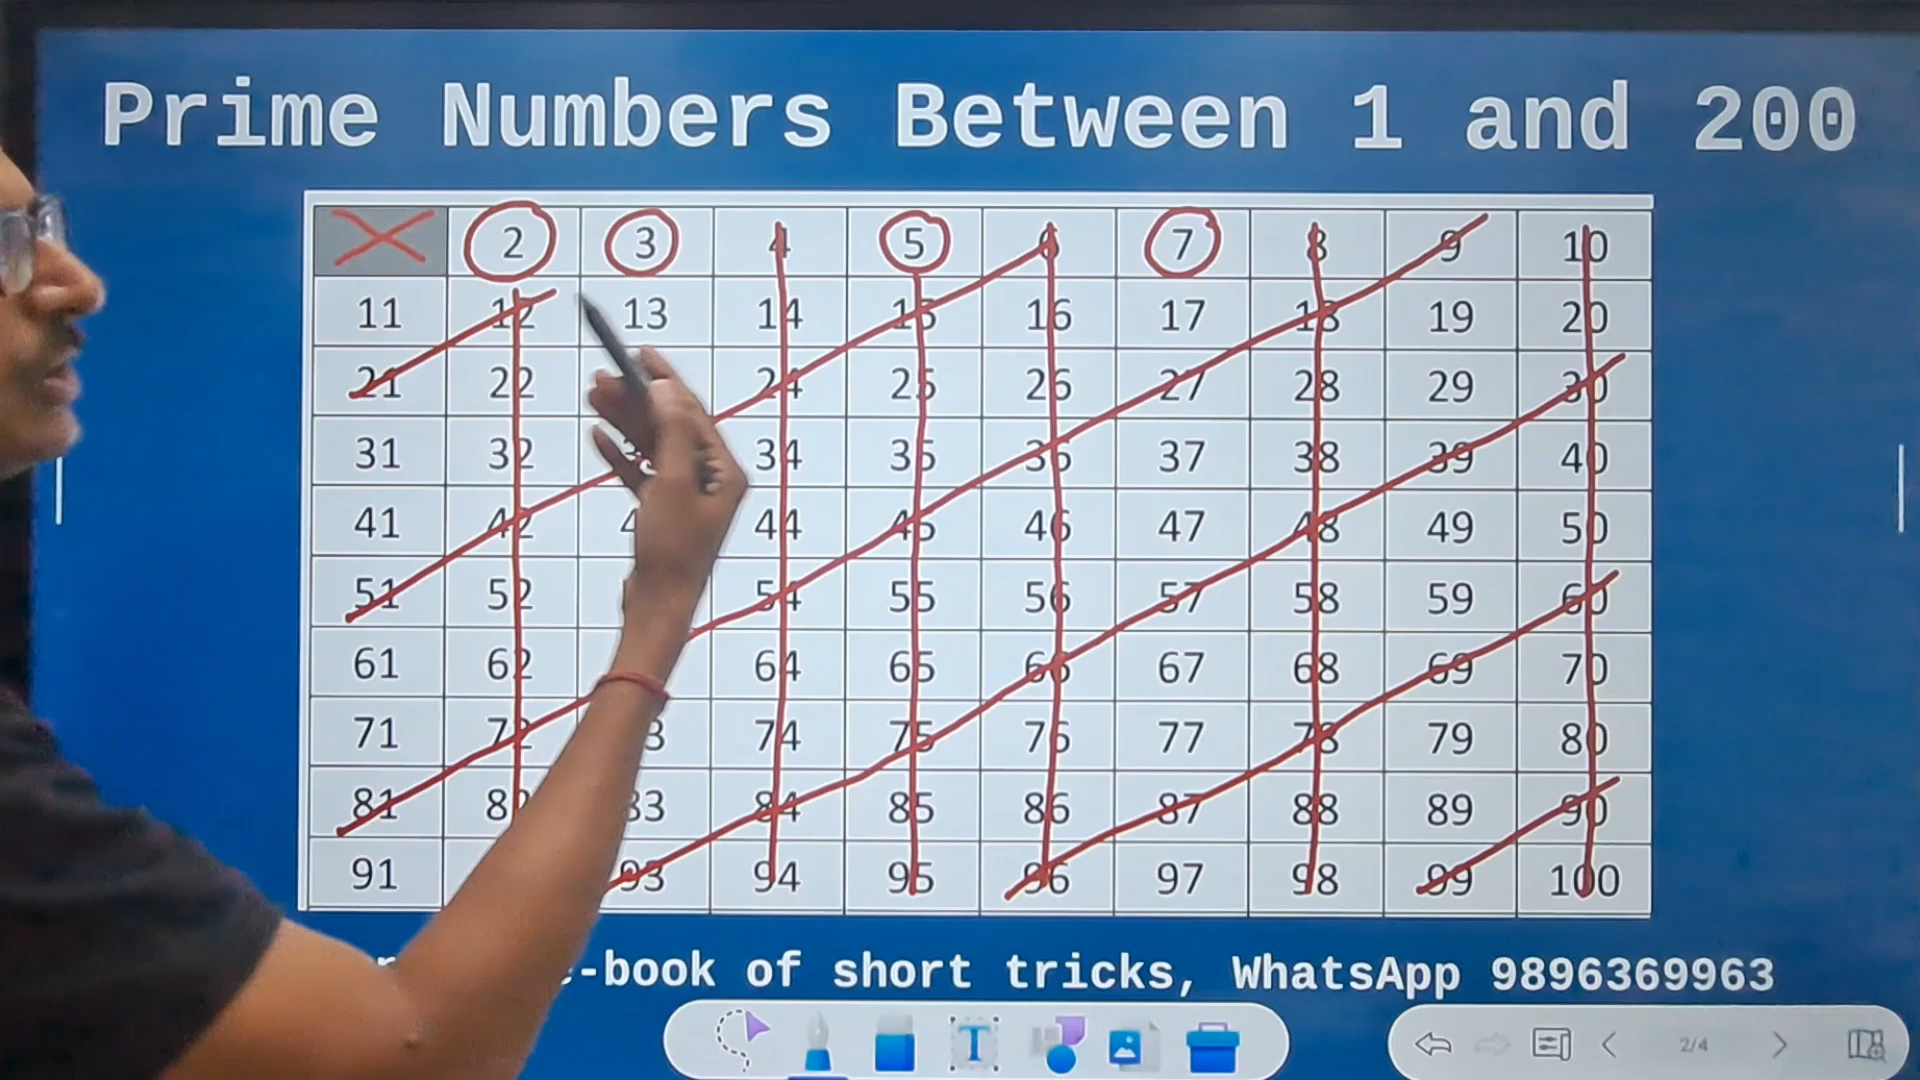 Prime Numbers Between 1 and 200
2 3 4 5 6 7 8 9 10
11 12 13 14 15 16 17 18 19 20
21 22 24 25 26 27 28 29 30
31 32 34 35 36 37 38 39 40
41 42 44 45 46 47 48 49 50
51 52 54 55 56 57 58 59 60
61 62 64 65 66 67 68 69 70
71 72 74 75 76 77 78 79 80
81 82 83 84 85 86 87 88 89 90
91 93 94 95 96 97 98 99 100
-book of short tricks, WhatsApp 9896369963
T
2/4